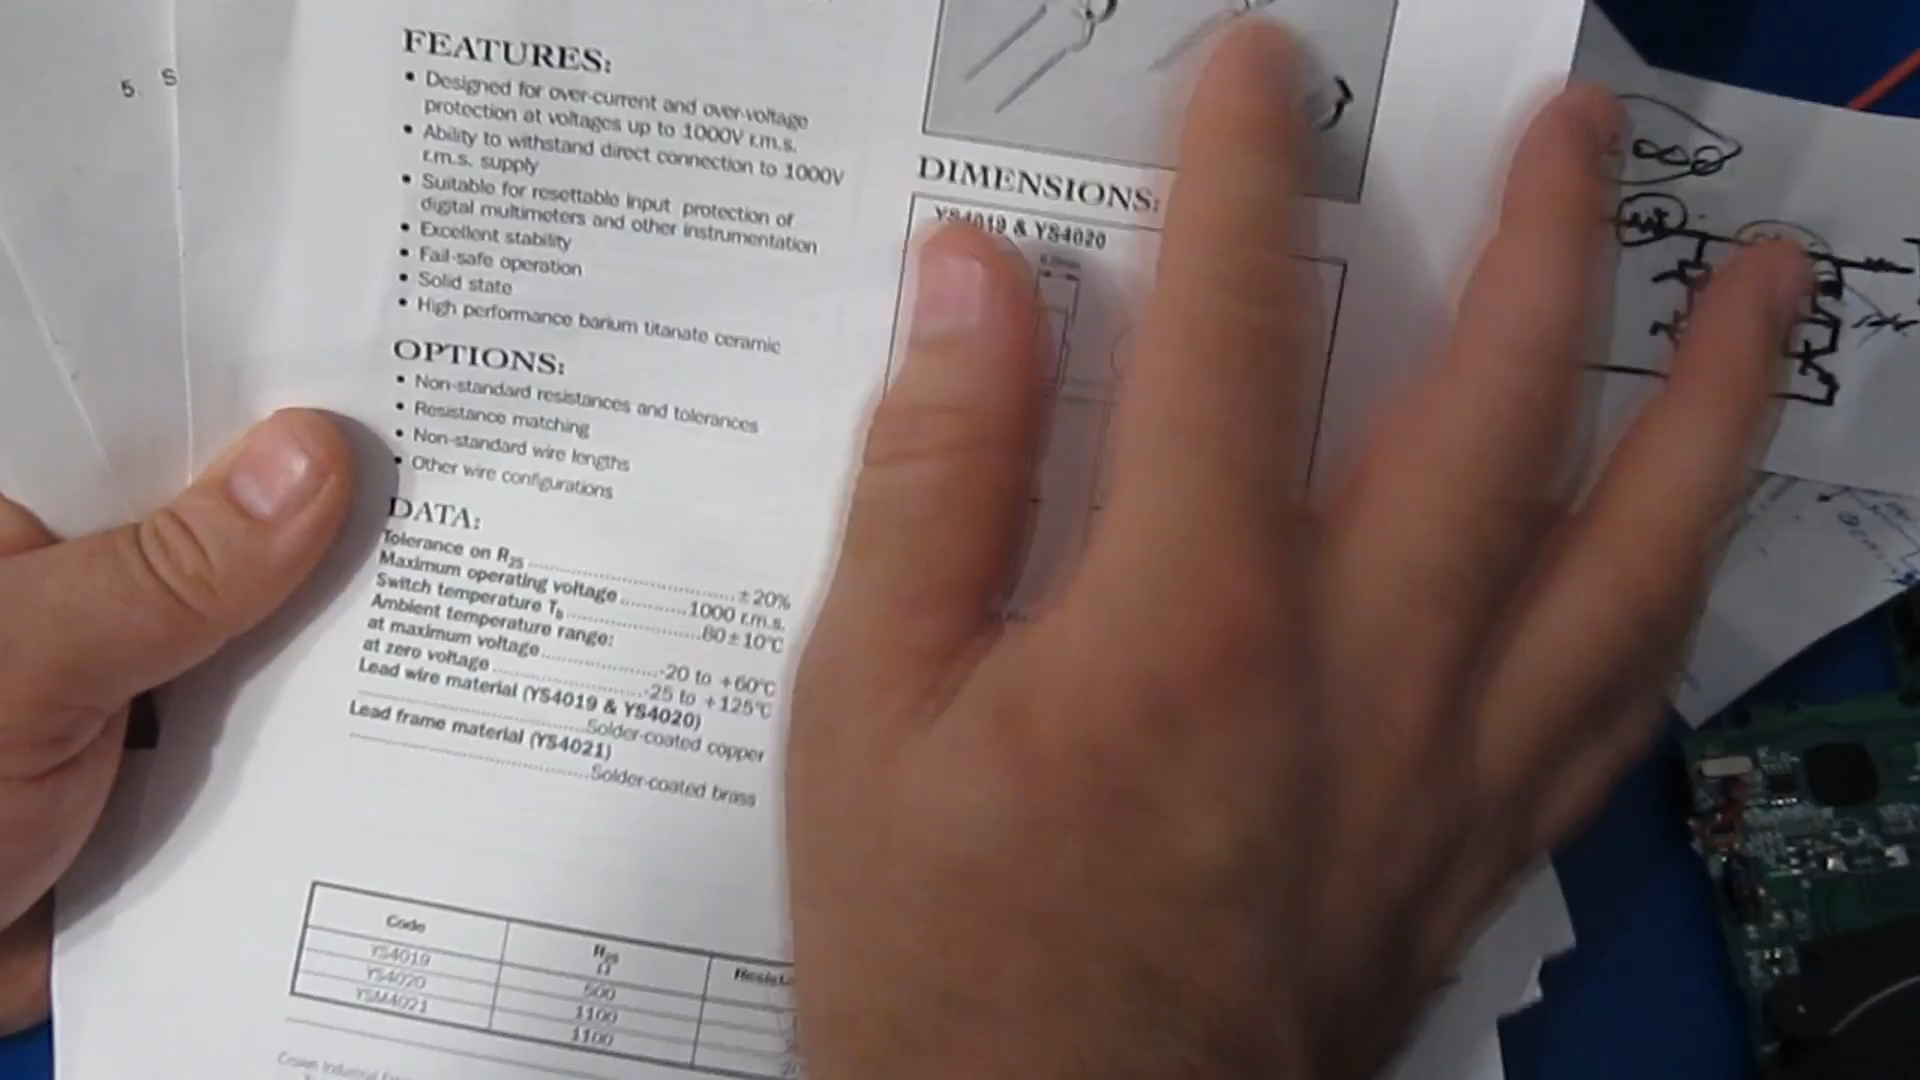 5. S
FEATURES:
• Designed for over-current and over-voltage
protection at voltages up to 1000V r.m.s.
• Ability to withstand direct connection to 1000V
r.m.s. supply
• Suitable for resettable input protection of
digital multimeters and other instrumentation
• Excellent stability
• Fail-safe operation
• Solid state
• High performance barium titanate ceramic
OPTIONS:
• Non-standard resistances and tolerances
• Resistance matching
• Non-standard wire lengths
• Other wire configurations
DATA:
Tolerance on R25 ........ ±20%
Maximum operating voltage ........ 1000 r.m.s.
Switch temperature Tb ........ 80±10°C
Ambient temperature range:
at maximum voltage ........ -20 to +60°C
at zero voltage ........ -25 to +125°C
Lead wire material (YS4019 & YS4020)
........ Solder-coated copper
Lead frame material (YS4021)
........ Solder-coated brass
Code R25 Ω
YS4019 500
YS4020 1100
YSM4021 1100
Crown Industrial
DIMENSIONS:
YS4019 & YS4020